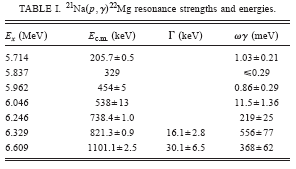 TABLE I. ²¹Na(p, γ)²²Mg resonance strengths and energies.
Eₓ (MeV) E_c.m. (keV) Γ (keV) ωγ (meV)
5.714 205.7±0.5 1.03±0.21
5.837 329 ≤0.29
5.962 454±5 0.86±0.29
6.046 538±13 11.5±1.36
6.246 738.4±1.0 219±25
6.329 821.3±0.9 16.1±2.8 556±77
6.609 1101.1±2.5 30.1±6.5 368±62